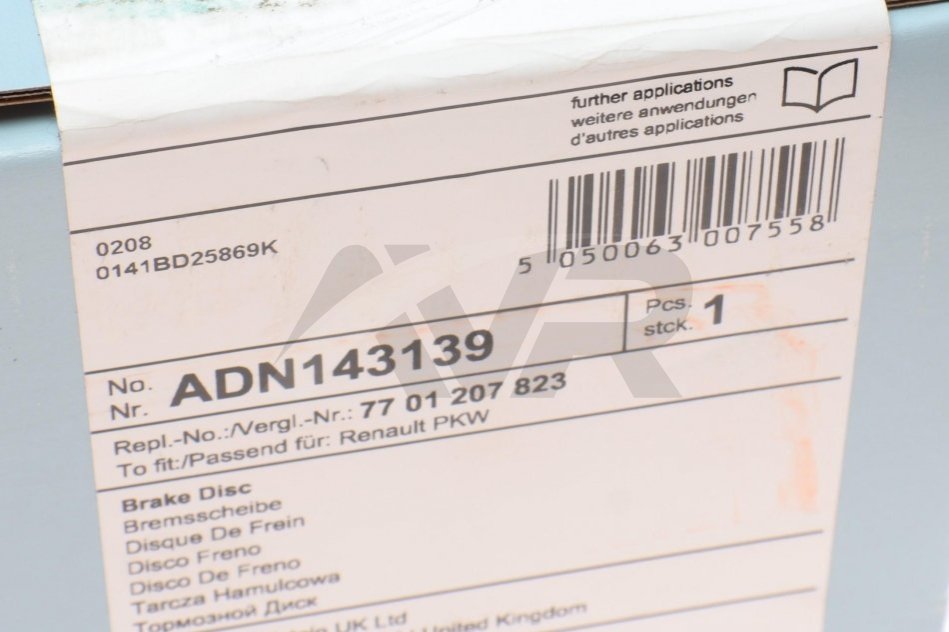 further applications
weitere anwendungen
d'autres applications
5 050063 007558
0208
0141BD25869K
Pcs. 1
stck.
No. ADN143139
Nr.
Repl.-No.:/Vergl.-Nr.: 77 01 207 823
To fit:/Passend für: Renault PKW
Brake Disc
Bremsscheibe
Disque De Frein
Disco Freno
Disco De Freno
Tarcza Hamulcowa
Тормозной Диск
UK Ltd
United Kingdom